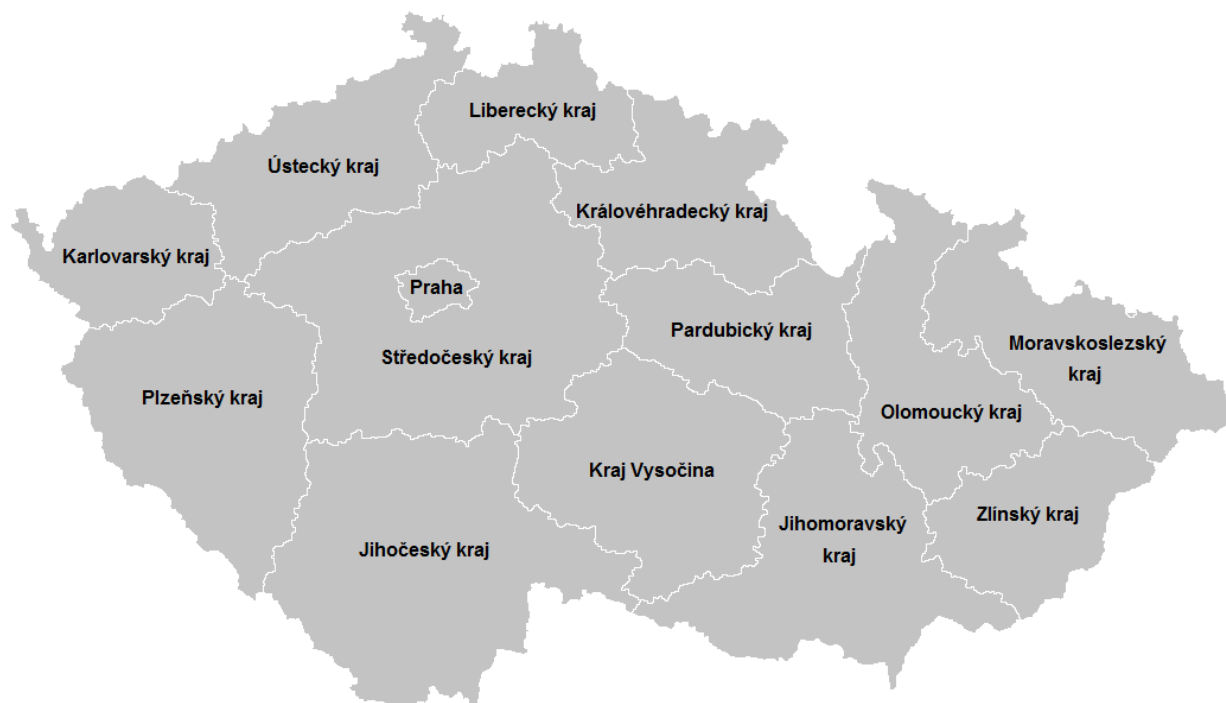 Liberecký kraj
Ústecký kraj
Královéhradecký kraj
Karlovarský kraj
Praha
Pardubický kraj
Středočeský kraj
Moravskoslezský
kraj
Plzeňský kraj
Olomoucký kraj
Kraj Vysočina
Zlínský kraj
Jihomoravský
kraj
Jihočeský kraj